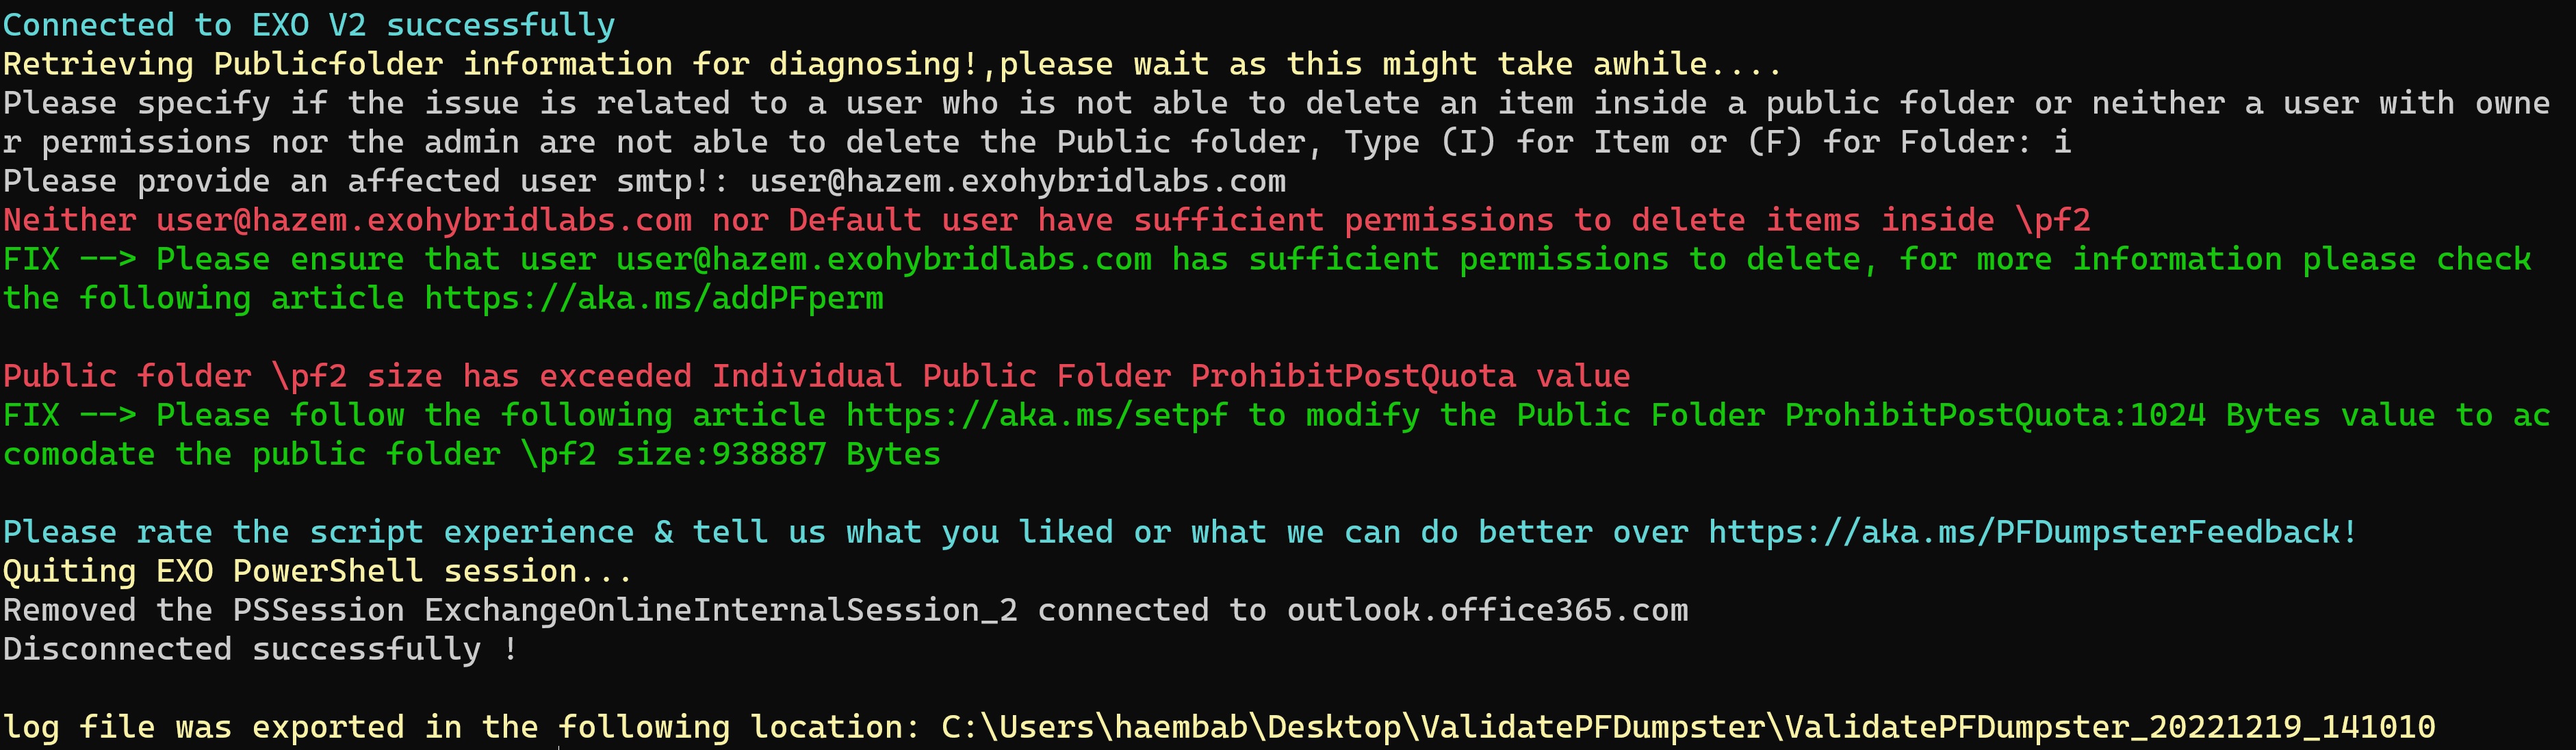 Connected to EXO V2 successfully
Retrieving Publicfolder information for diagnosing!,please wait as this might take awhile....
Please specify if the issue is related to a user who is not able to delete an item inside a public folder or neither a user with owne
r permissions nor the admin are not able to delete the Public folder, Type (I) for Item or (F) for Folder: i
Please provide an affected user smtp!: user@hazem.exohybridlabs.com
Neither user@hazem.exohybridlabs.com nor Default user have sufficient permissions to delete items inside \pf2
FIX --> Please ensure that user user@hazem.exohybridlabs.com has sufficient permissions to delete, for more information please check
the following article https://aka.ms/addPFperm
Public folder \pf2 size has exceeded Individual Public Folder ProhibitPostQuota value
FIX --> Please follow the following article https://aka.ms/setpf to modify the Public Folder ProhibitPostQuota:1024 Bytes value to ac
comodate the public folder \pf2 size:938887 Bytes
Please rate the script experience & tell us what you liked or what we can do better over https://aka.ms/PFDumpsterFeedback!
Quiting EXO PowerShell session...
Removed the PSSession ExchangeOnlineInternalSession_2 connected to outlook.office365.com
Disconnected successfully !
log file was exported in the following location: C:\Users\haembab\Desktop\ValidatePFDumpster\ValidatePFDumpster_20221219_141010